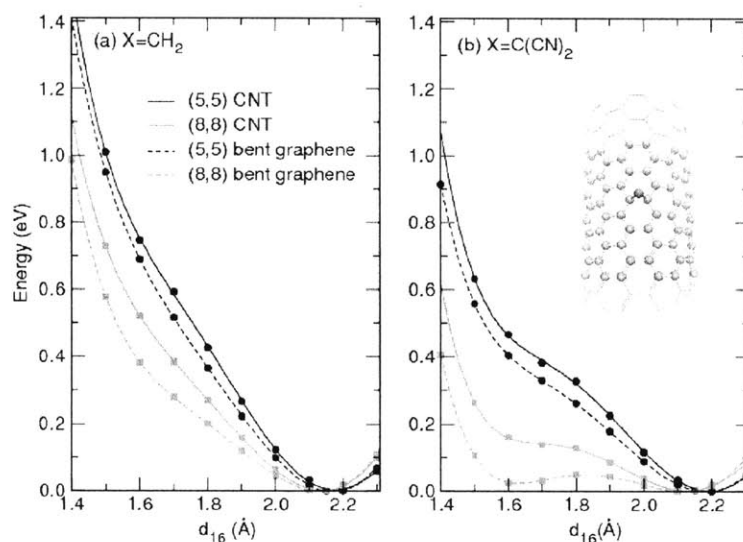 (a) X=CH₂
(5,5) CNT
(8,8) CNT
(5,5) bent graphene
(8,8) bent graphene
Energy (eV)
1.4
1.2
1.0
0.8
0.6
0.4
0.2
0.0
1.4 1.6 1.8 2.0 2.2
d₁₆(Å)
(b) X=C(CN)₂
1.4
1.2
1.0
0.8
0.6
0.4
0.2
0.0
1.4 1.6 1.8 2.0 2.2
d₁₆(Å)